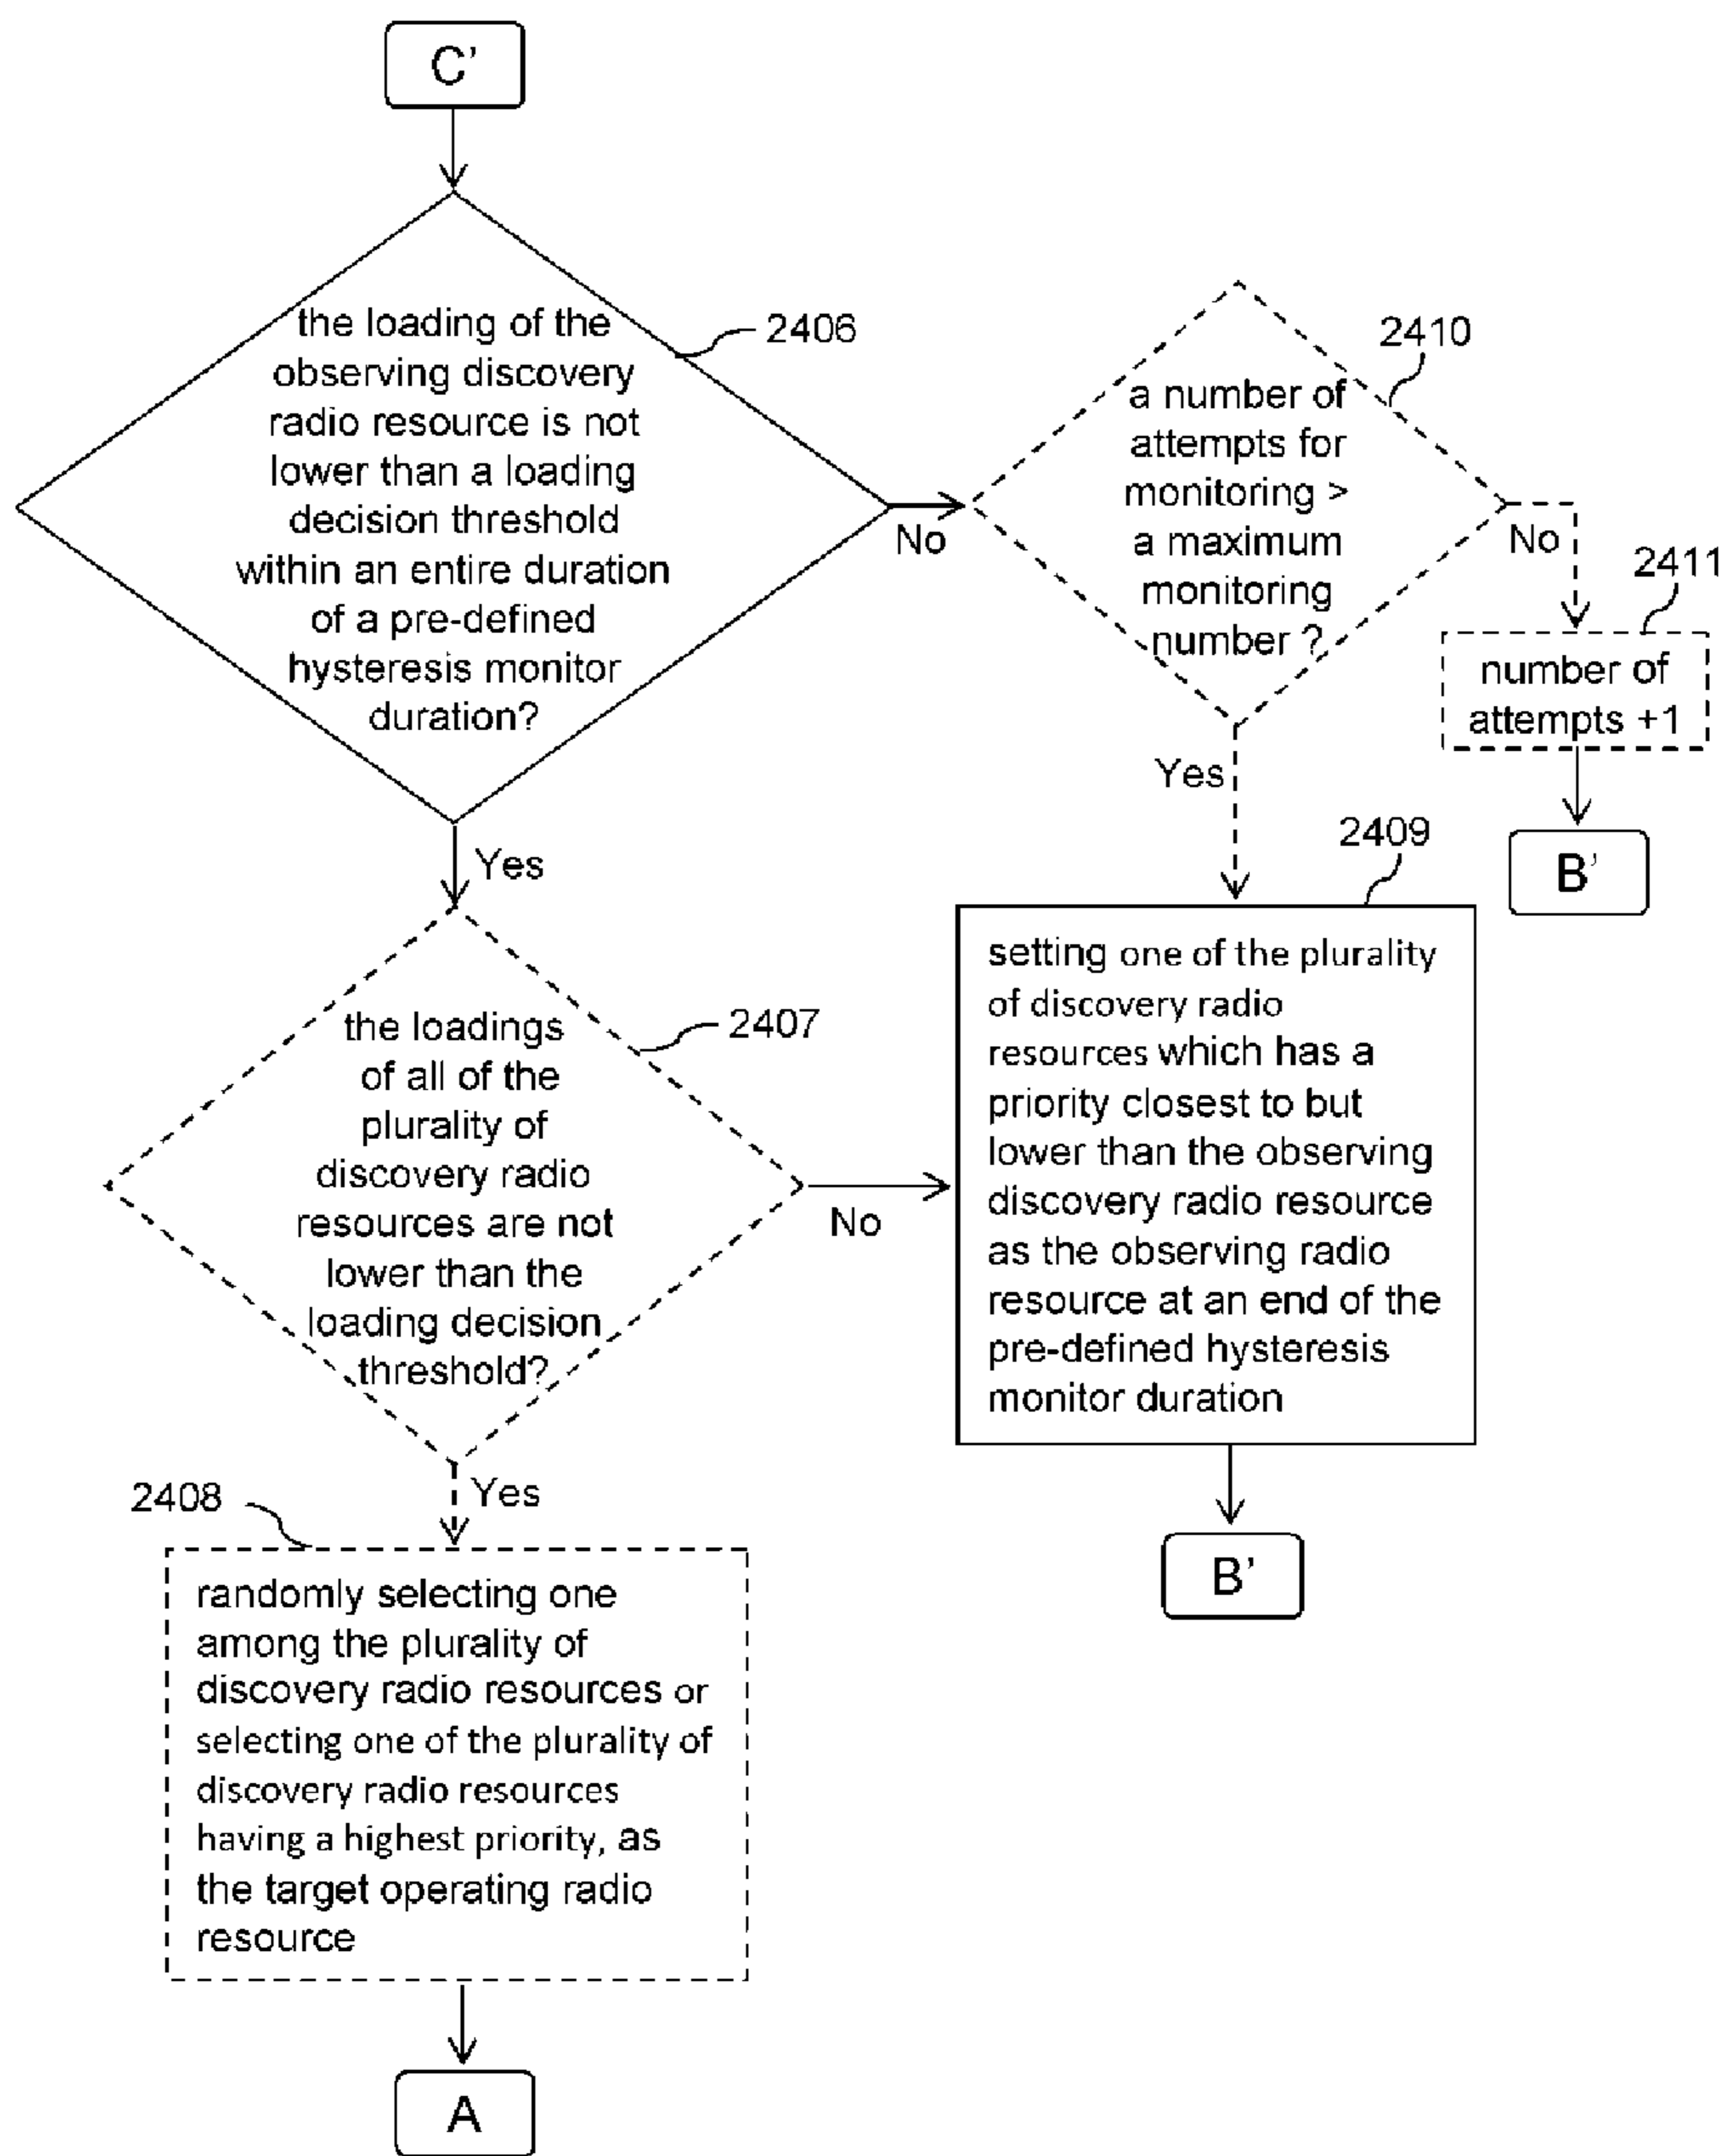 C’
the loading of the
observing discovery
radio resource is not
lower than a loading
decision threshold
within an entire duration
of a pre-defined
hysteresis monitor
duration?
2406
No
Yes
a number of
attempts for
monitoring >
a maximum
monitoring
number ?
2410
No
Yes
2411
number of
attempts +1
B’
the loadings
of all of the
plurality of
discovery radio
resources are not
lower than the
loading decision
threshold?
2407
No
Yes
2409
setting one of the plurality
of discovery radio
resources which has a
priority closest to but
lower than the observing
discovery radio resource
as the observing radio
resource at an end of the
pre-defined hysteresis
monitor duration
B’
2408
randomly selecting one
among the plurality of
discovery radio resources or
selecting one of the plurality of
discovery radio resources
having a highest priority, as
the target operating radio
resource
A